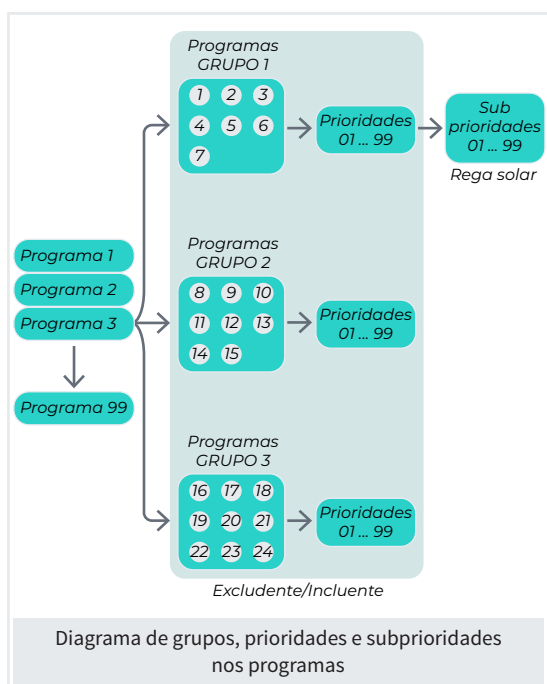 Programas
GRUPO 1
1 2 3
4 5 6
7
Prioridades
01 ... 99
Sub
prioridades
01 ... 99
Rega solar
Programa 1
Programa 2
Programa 3
Programa 99
Programas
GRUPO 2
8 9 10
11 12 13
14 15
Prioridades
01 ... 99
Programas
GRUPO 3
16 17 18
19 20 21
22 23 24
Prioridades
01 ... 99
Excludente/Incluente
Diagrama de grupos, prioridades e subprioridades
nos programas